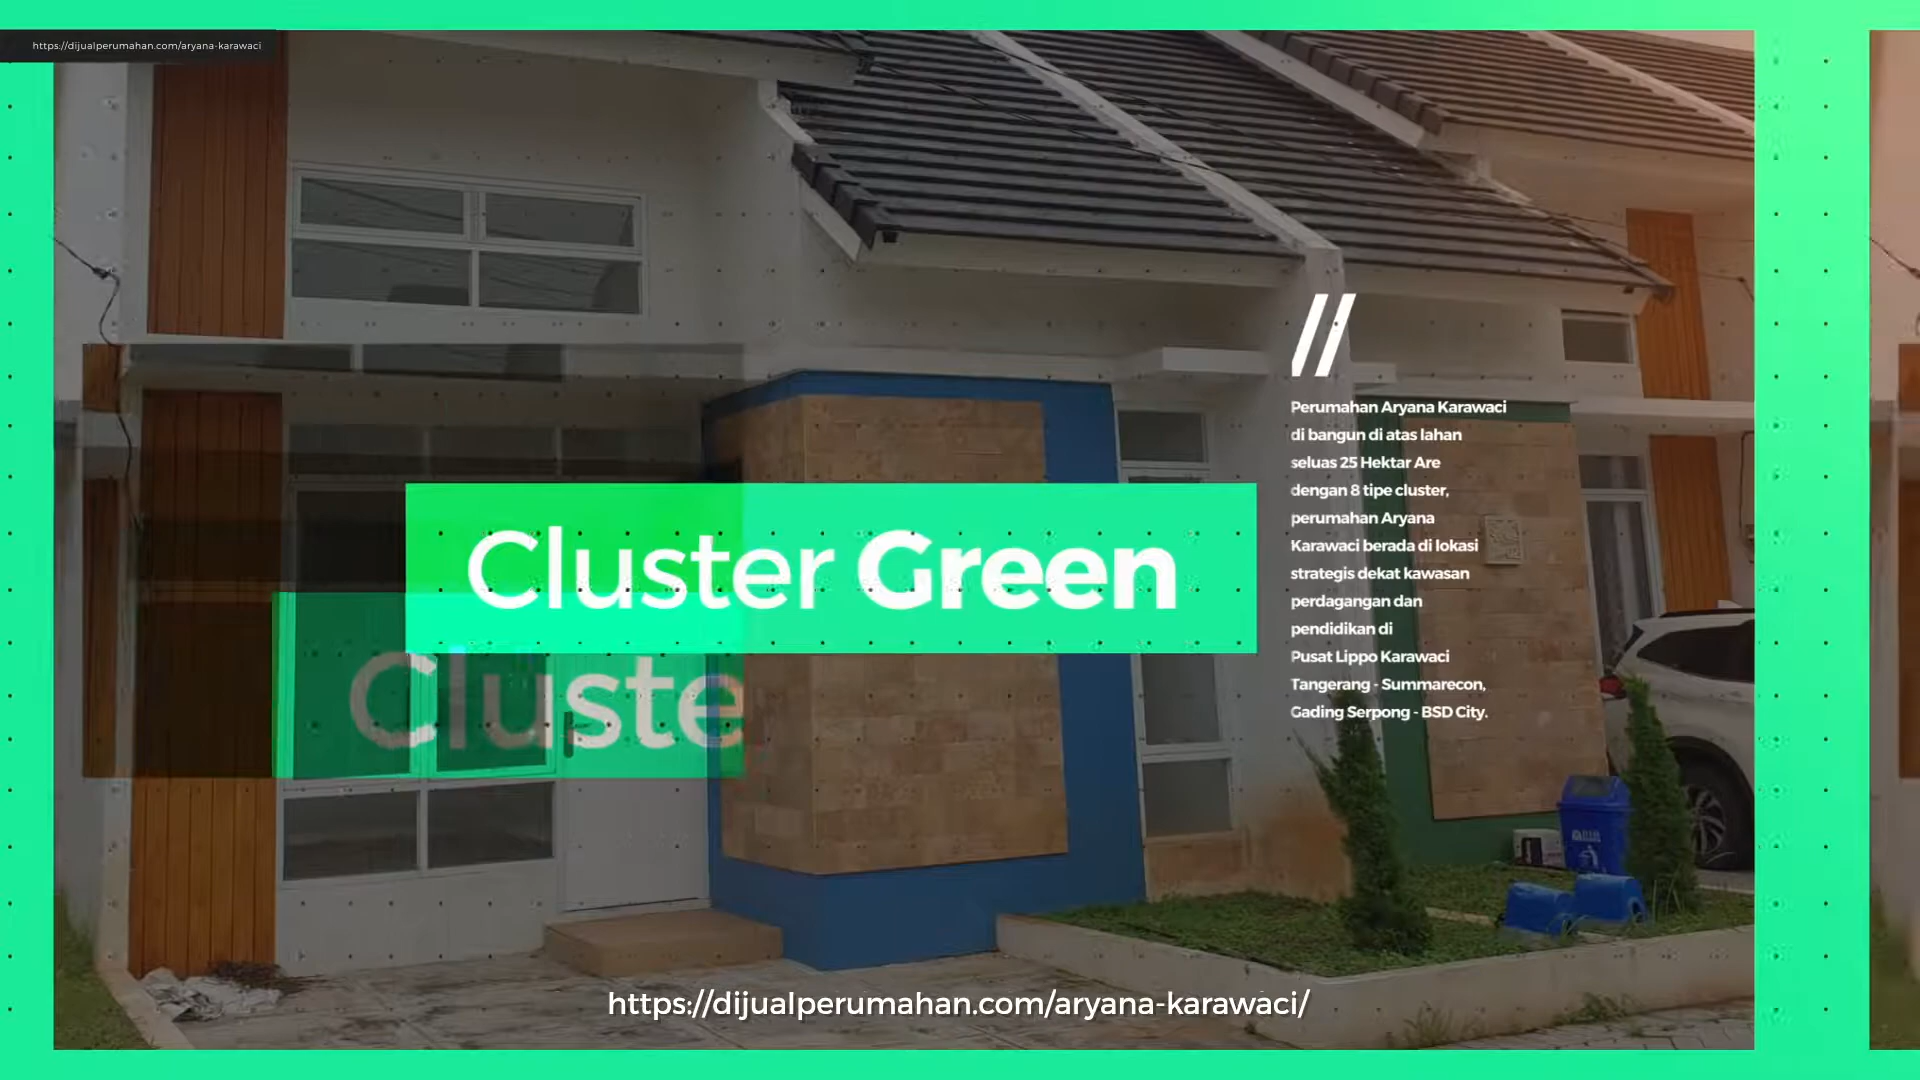 https://dijualperumahan.com/aryana-karawaci
//
Perumahan Aryana Karawaci
di bangun di atas lahan
seluas 25 Hektar Are
dengan 8 tipe cluster,
perumahan Aryana
Karawaci berada di lokasi
strategis dekat kawasan
perdagangan dan
pendidikan di
Pusat Lippo Karawaci
Tangerang - Summarecon,
Gading Serpong - BSD City.
Cluster Green
Cluste
https://dijualperumahan.com/aryana-karawaci/